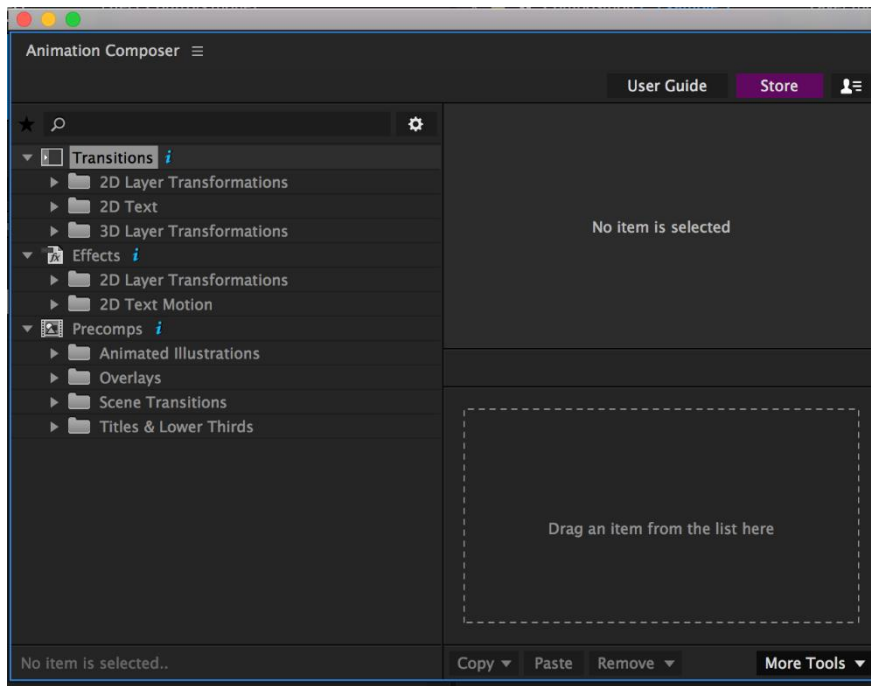 Animation Composer
User Guide
Store
Transitions i
2D Layer Transformations
2D Text
3D Layer Transformations
Effects i
2D Layer Transformations
2D Text Motion
Precomps i
Animated Illustrations
Overlays
Scene Transitions
Titles & Lower Thirds
No item is selected..
No item is selected
Drag an item from the list here
Copy
Paste
Remove
More Tools